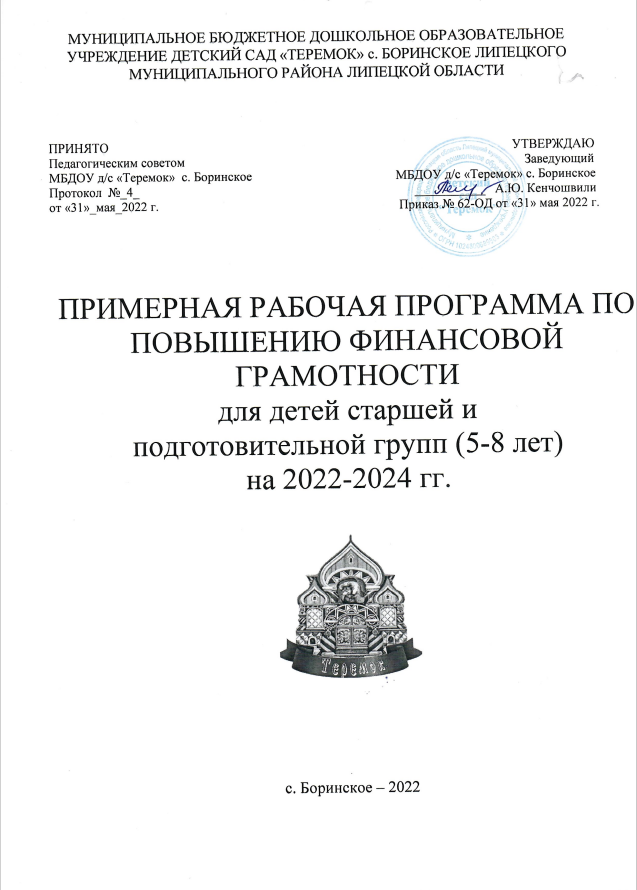 МУНИЦИПАЛЬНОЕ БЮДЖЕТНОЕ ДОШКОЛЬНОЕ ОБРАЗОВАТЕЛЬНОЕ
УЧРЕЖДЕНИЕ ДЕТСКИЙ САД «ТЕРЕМОК» с. БОРИНСКОЕ ЛИПЕЦКОГО
МУНИЦИПАЛЬНОГО РАЙОНА ЛИПЕЦКОЙ ОБЛАСТИ
ПРИНЯТО
Педагогическим советом
МБДОУ д/с «Теремок» с. Боринское
Протокол №_4_
от «31»_мая_2022 г.
УТВЕРЖДАЮ
Заведующий
МБДОУ д/с «Теремок» с. Боринское
А.Ю. Кенчошвили
Приказ № 62-ОД от «31» мая 2022 г.
Теремок
ПРИМЕРНАЯ РАБОЧАЯ ПРОГРАММА ПО
ПОВЫШЕНИЮ ФИНАНСОВОЙ
ГРАМОТНОСТИ
для детей старшей и
подготовительной групп (5-8 лет)
на 2022-2024 гг.
Теремок
с. Боринское – 2022